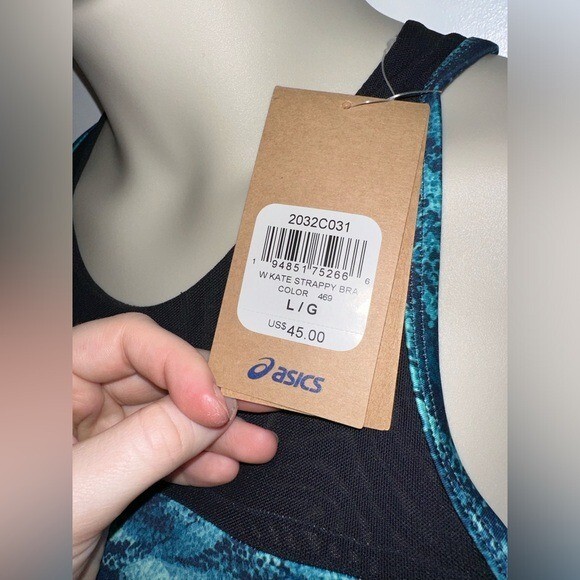 2032C031
1 94851 75266 6
W KATE STRAPPY BRA
COLOR 469
L / G
US$45.00
asics